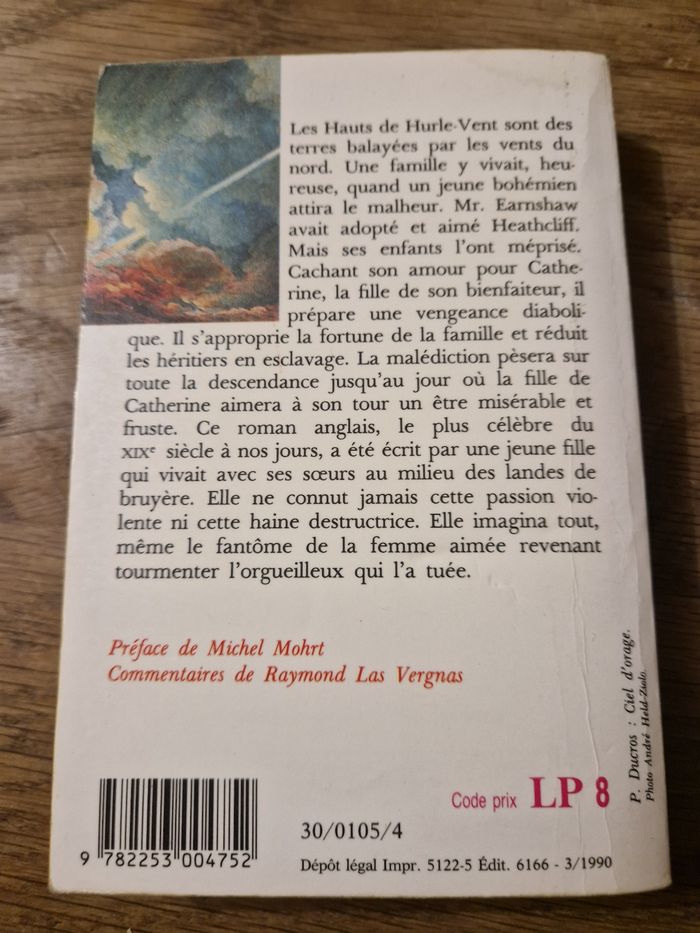 Les Hauts de Hurle-Vent sont des
terres balayées par les vents du
nord. Une famille y vivait, heu-
reuse, quand un jeune bohémien
attira le malheur. Mr. Earnshaw
avait adopté et aimé Heathcliff.
Mais ses enfants l'ont méprisé.
Cachant son amour pour Cathe-
rine, la fille de son bienfaiteur, il
prépare une vengeance diaboli-
que. Il s'approprie la fortune de la famille et réduit
les héritiers en esclavage. La malédiction pèsera sur
toute la descendance jusqu'au jour où la fille de
Catherine aimera à son tour un être misérable et
fruste. Ce roman anglais, le plus célèbre du
XIXe siècle à nos jours, a été écrit par une jeune fille
qui vivait avec ses sœurs au milieu des landes de
bruyère. Elle ne connut jamais cette passion vio-
lente ni cette haine destructrice. Elle imagina tout,
même le fantôme de la femme aimée revenant
tourmenter l'orgueilleux qui l'a tuée.
Préface de Michel Mohrt
Commentaires de Raymond Las Vergnas
P. Ducros : Ciel d'orage.
Photo André Held-Zsolo.
Code prix LP 8
30/0105/4
9 782253 004752
Dépôt légal Impr. 5122-5 Édit. 6166 - 3/1990